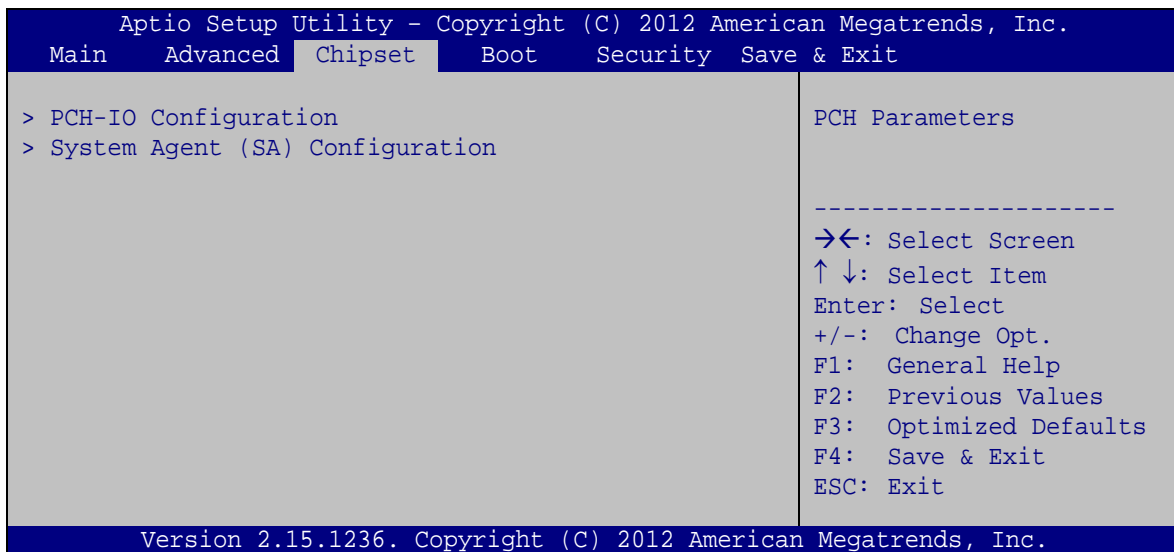 Aptio Setup Utility – Copyright (C) 2012 American Megatrends, Inc.
Main Advanced Chipset Boot Security Save & Exit
> PCH-IO Configuration
> System Agent (SA) Configuration
PCH Parameters
---------------------
→←: Select Screen
↑ ↓: Select Item
Enter: Select
+/-: Change Opt.
F1: General Help
F2: Previous Values
F3: Optimized Defaults
F4: Save & Exit
ESC: Exit
Version 2.15.1236. Copyright (C) 2012 American Megatrends, Inc.